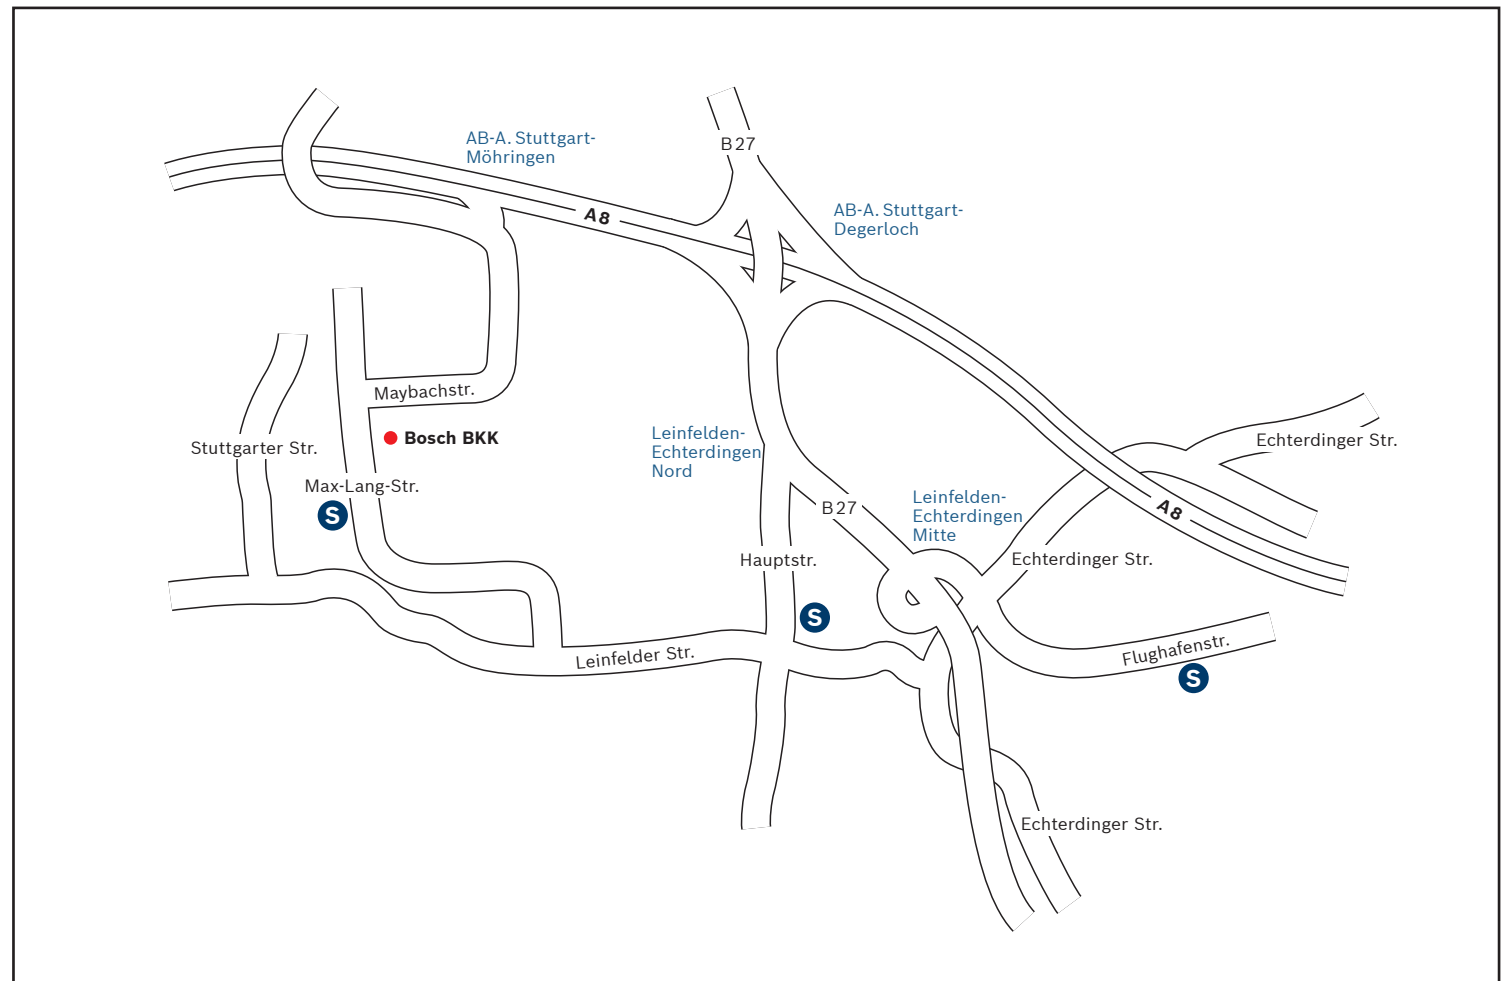 AB-A. Stuttgart-
Möhringen
B27
A8
AB-A. Stuttgart-
Degerloch
Maybachstr.
Bosch BKK
Stuttgarter Str.
Max-Lang-Str.
S
Leinfelden-
Echterdingen
Nord
B27
Leinfelden-
Echterdingen
Mitte
Echterdinger Str.
A8
Hauptstr.
Echterdinger Str.
S
Leinfelder Str.
Flughafenstr.
S
Echterdinger Str.